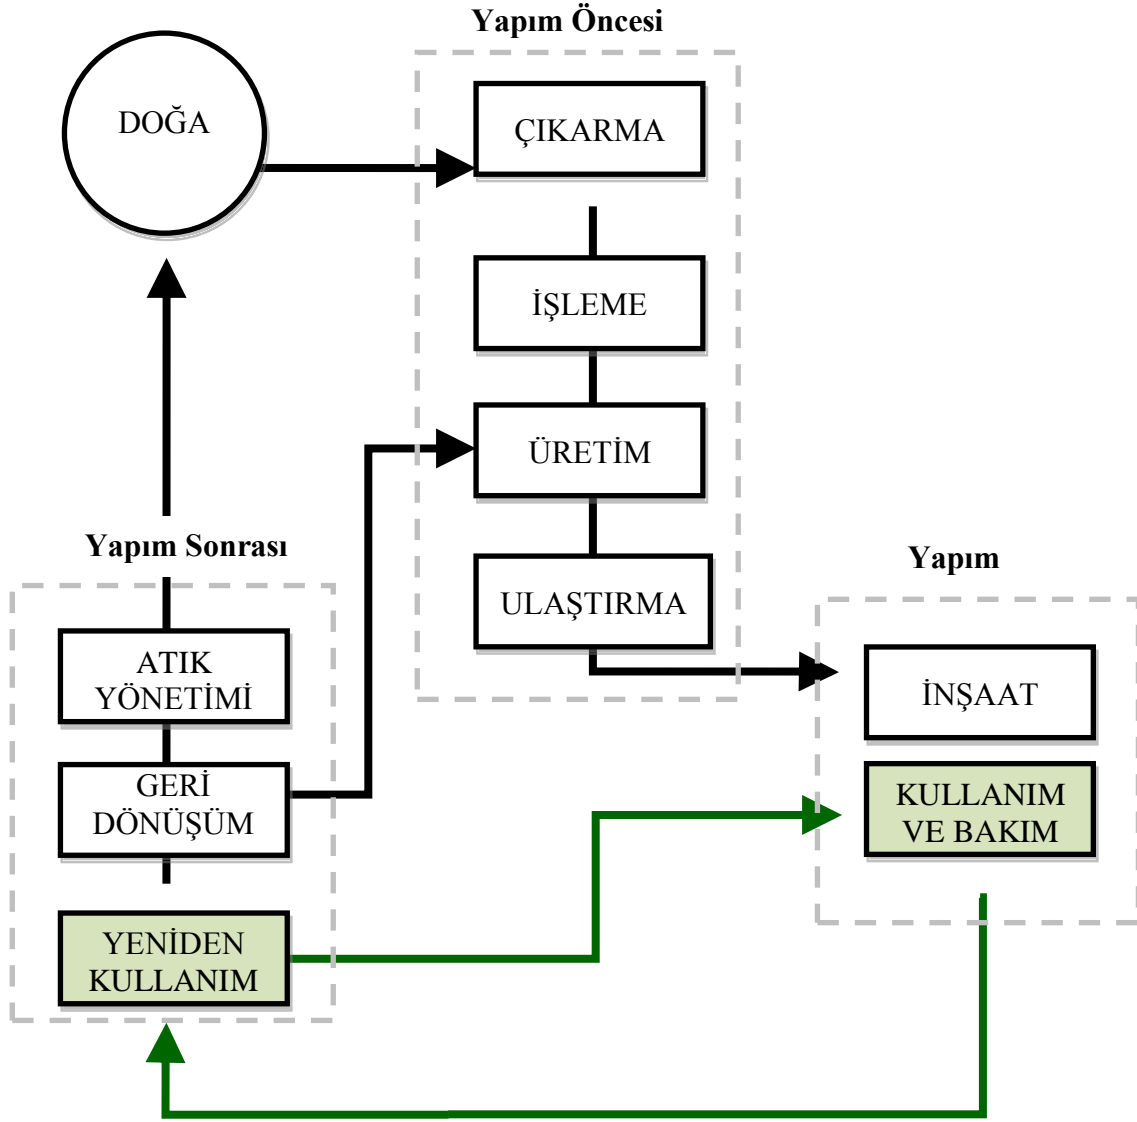 Yapım Öncesi
DOĞA
ÇIKARMA
İŞLEME
ÜRETİM
ULAŞTIRMA
Yapım Sonrası
ATIK
YÖNETİMİ
GERİ
DÖNÜŞÜM
YENİDEN
KULLANIM
Yapım
İNŞAAT
KULLANIM
VE BAKIM